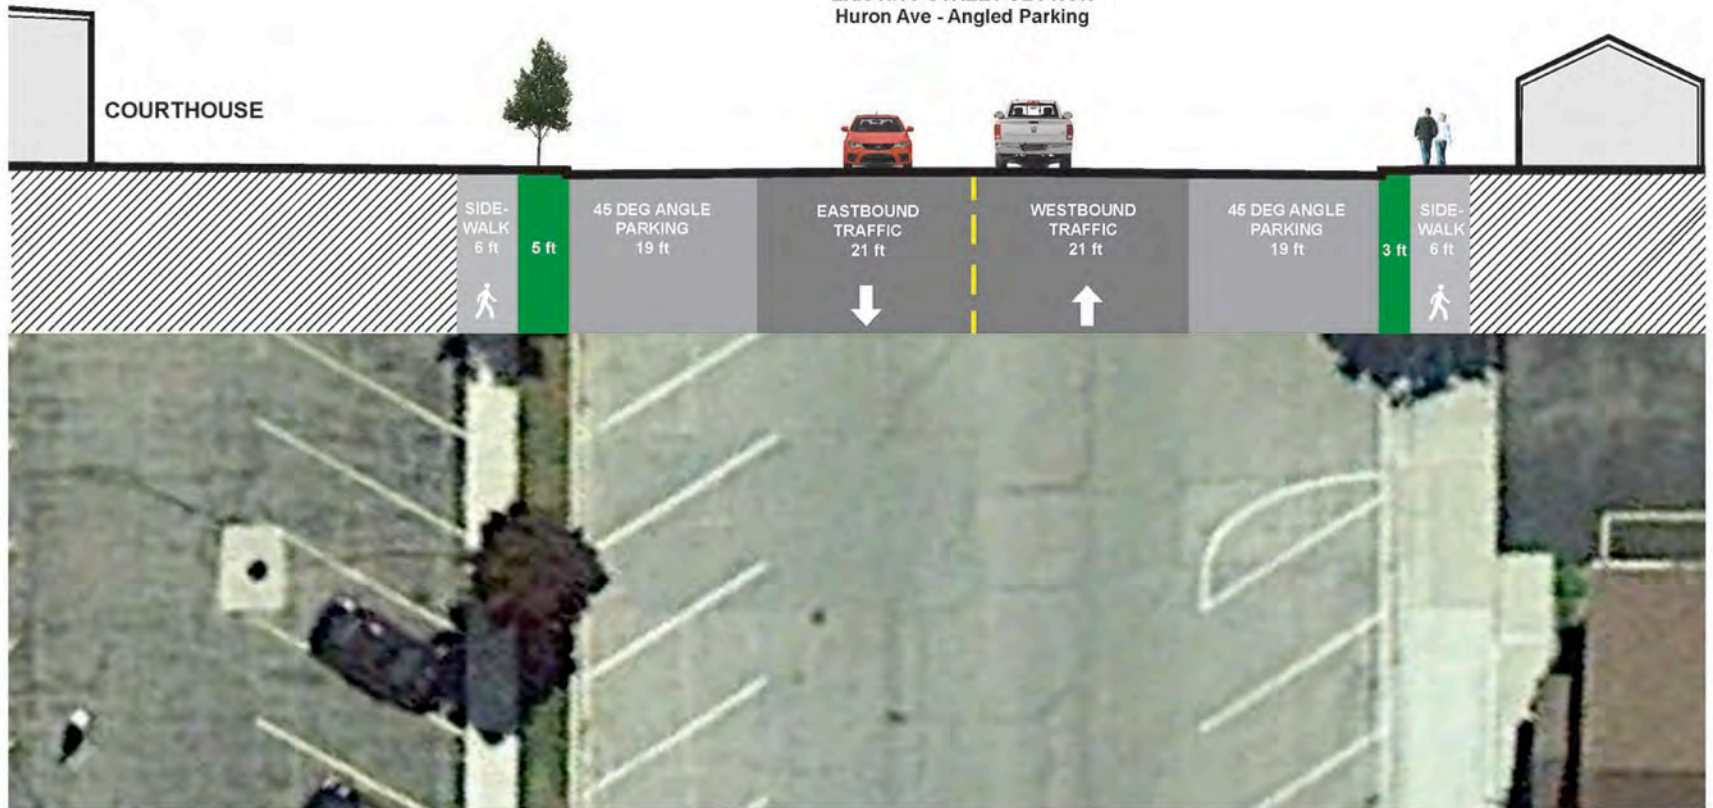 Huron Ave - Angled Parking
COURTHOUSE
SIDE-
WALK
6 ft
5 ft
45 DEG ANGLE
PARKING
19 ft
EASTBOUND
TRAFFIC
21 ft
WESTBOUND
TRAFFIC
21 ft
45 DEG ANGLE
PARKING
19 ft
3 ft
SIDE-
WALK
6 ft